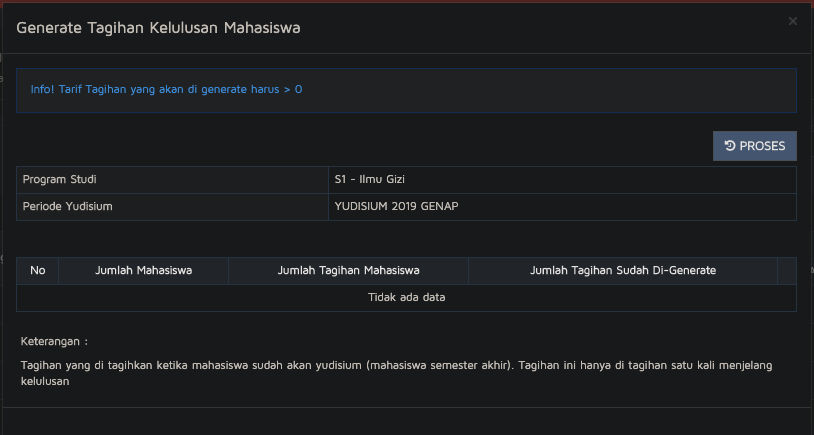 Generate Tagihan Kelulusan Mahasiswa
×
Info! Tarif Tagihan yang akan di generate harus > 0
PROSES
Program Studi S1 - Ilmu Gizi
Periode Yudisium YUDISIUM 2019 GENAP
No Jumlah Mahasiswa Jumlah Tagihan Mahasiswa Jumlah Tagihan Sudah Di-Generate
Tidak ada data
Keterangan :
Tagihan yang di tagihkan ketika mahasiswa sudah akan yudisium (mahasiswa semester akhir). Tagihan ini hanya di tagihan satu kali menjelang
kelulusan